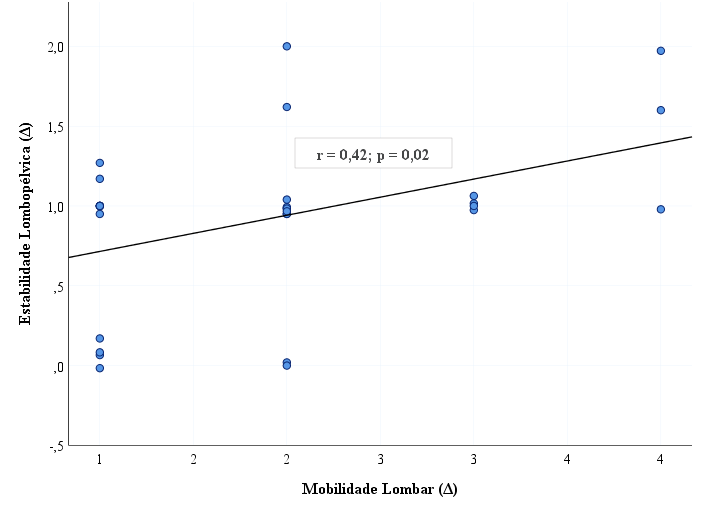 2,0
1,5
1,0
,5
,0
-,5
Estabilidade Lombopélvica (Δ)
r = 0,42; p = 0,02
1 2 2 3 3 4 4
Mobilidade Lombar (Δ)